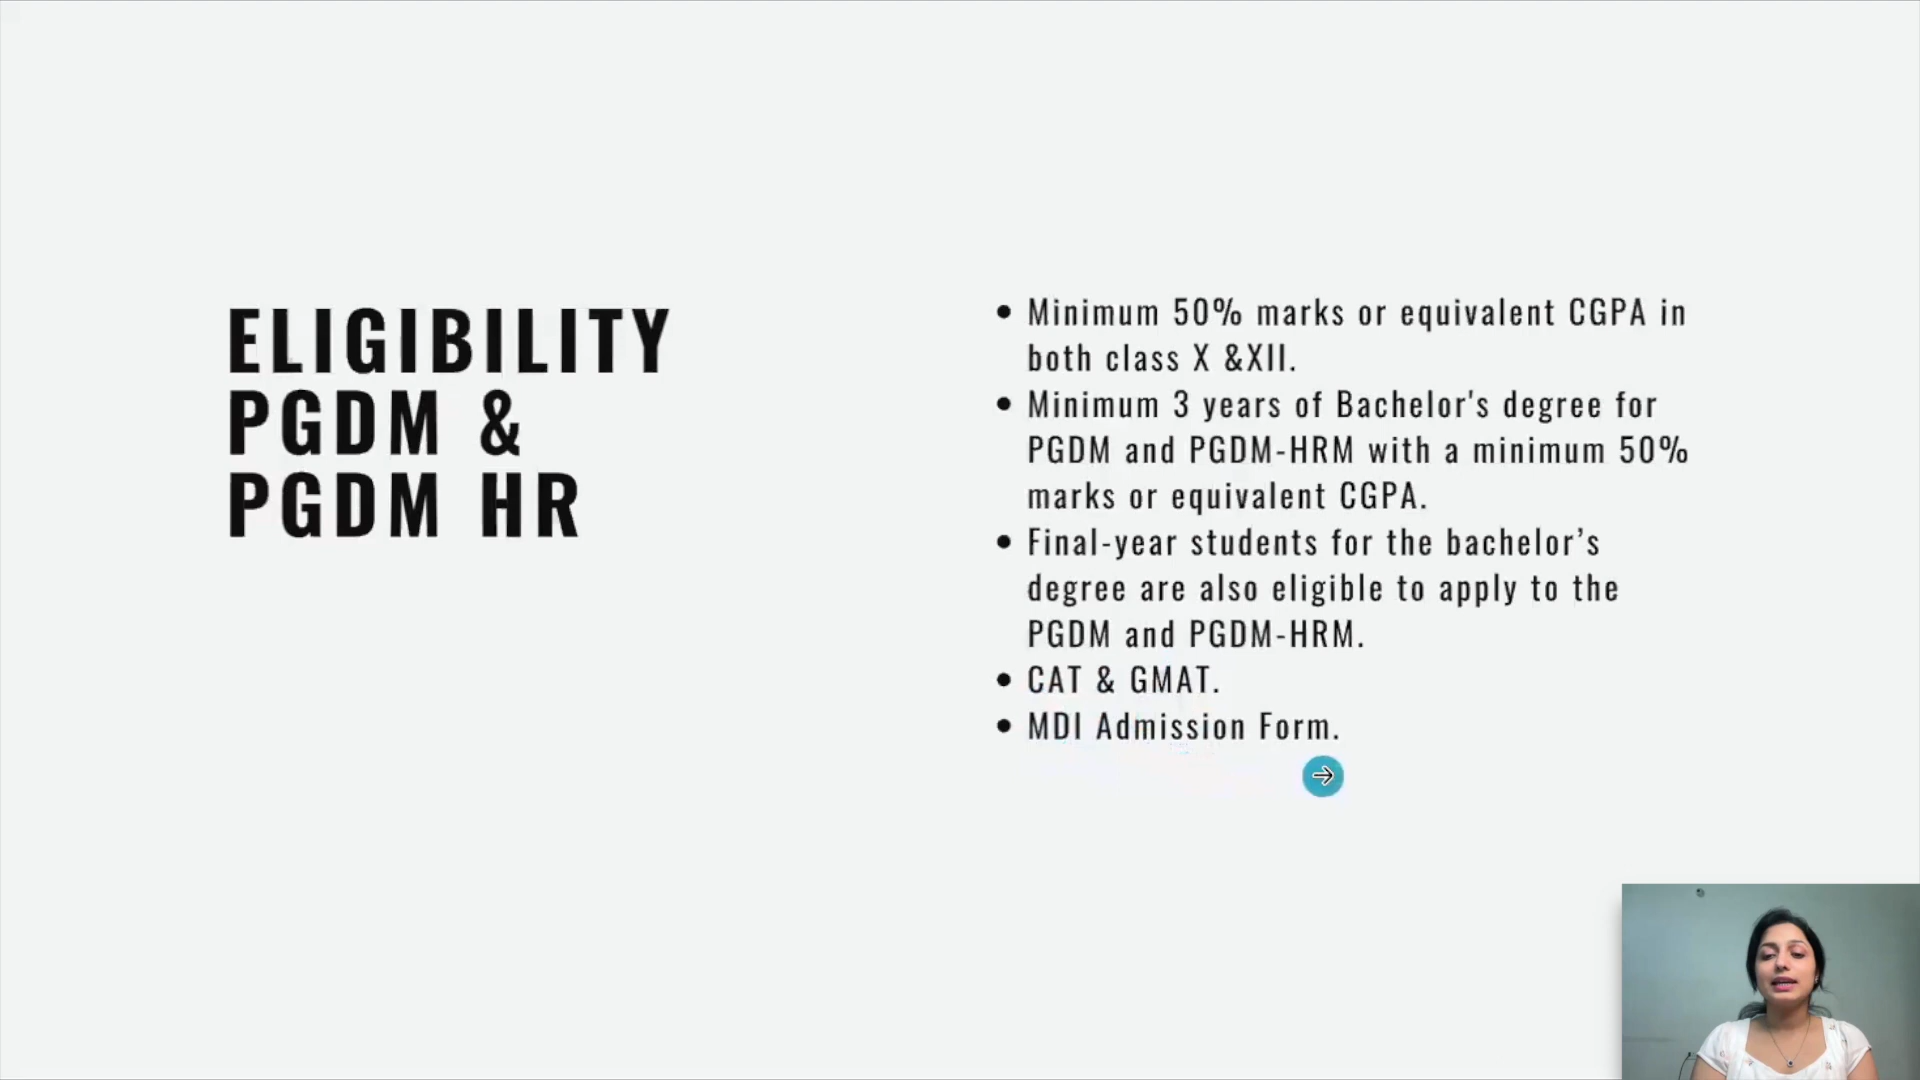 ELIGIBILITY
PGDM &
PGDM HR
• Minimum 50% marks or equivalent CGPA in
both class X &XII.
• Minimum 3 years of Bachelor's degree for
PGDM and PGDM-HRM with a minimum 50%
marks or equivalent CGPA.
• Final-year students for the bachelor’s
degree are also eligible to apply to the
PGDM and PGDM-HRM.
• CAT & GMAT.
• MDI Admission Form.